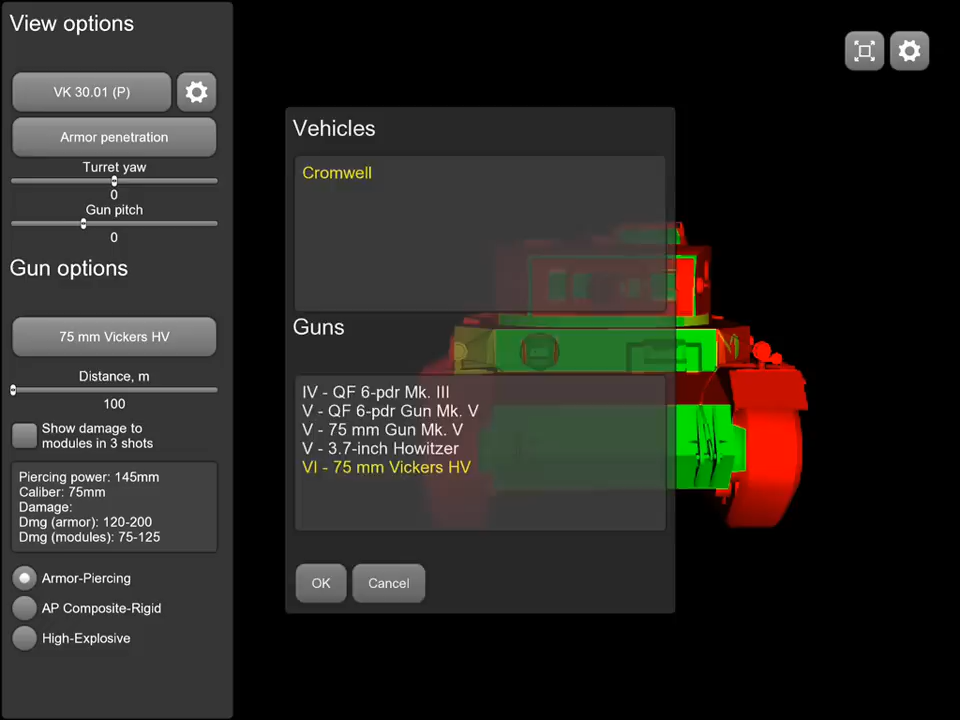 View options
VK 30.01 (P)
Armor penetration
Turret yaw
0
Gun pitch
0
Gun options
75 mm Vickers HV
Distance, m
100
Show damage to
modules in 3 shots
Piercing power: 145mm
Caliber: 75mm
Damage:
Dmg (armor): 120-200
Dmg (modules): 75-125
Armor-Piercing
AP Composite-Rigid
High-Explosive
Vehicles
Cromwell
Guns
IV - QF 6-pdr Mk. III
V - QF 6-pdr Gun Mk. V
V - 75 mm Gun Mk. V
V - 3.7-inch Howitzer
VI - 75 mm Vickers HV
OK
Cancel